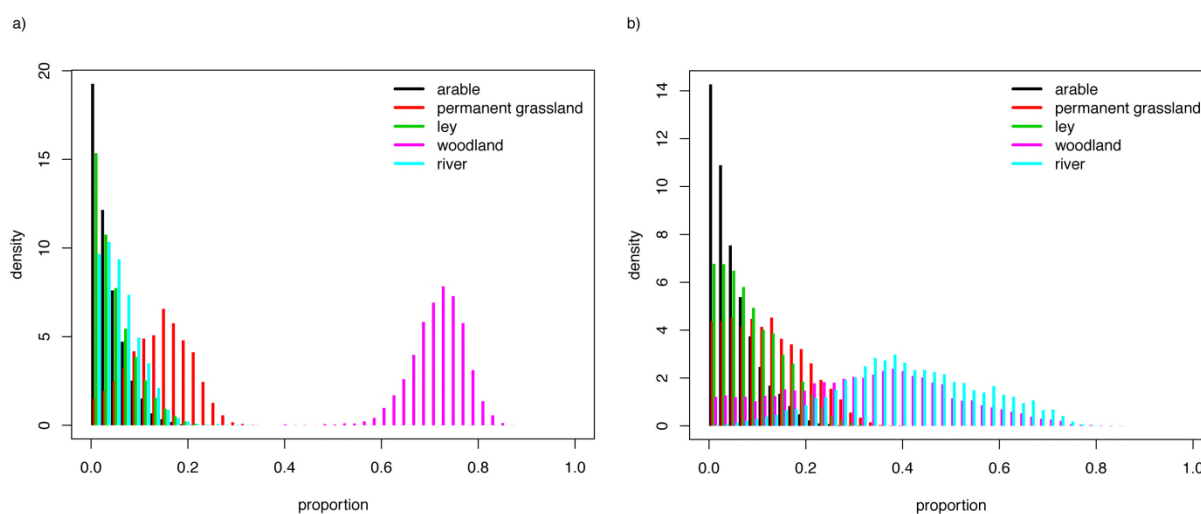 a)
20
15
10
5
0
density
arable
permanent grassland
ley
woodland
river
0.0 0.2 0.4 0.6 0.8 1.0
proportion
b)
14
12
10
8
6
4
2
0
density
arable
permanent grassland
ley
woodland
river
0.0 0.2 0.4 0.6 0.8 1.0
proportion